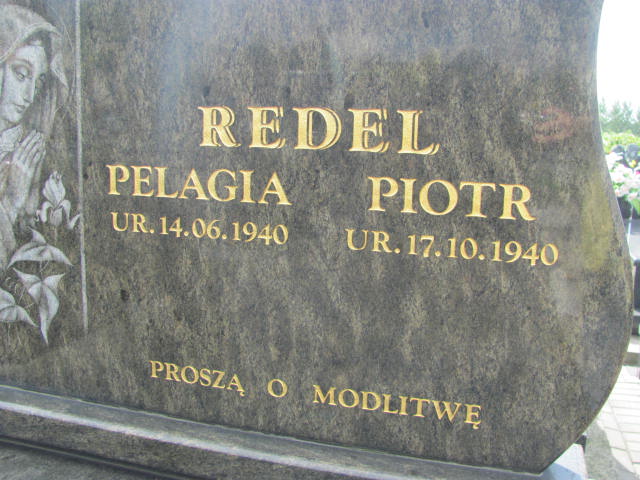 REDEL
PELAGIA PIOTR
UR. 14.06.1940 UR. 17.10.1940
PROSZĄ O MODLITWĘ